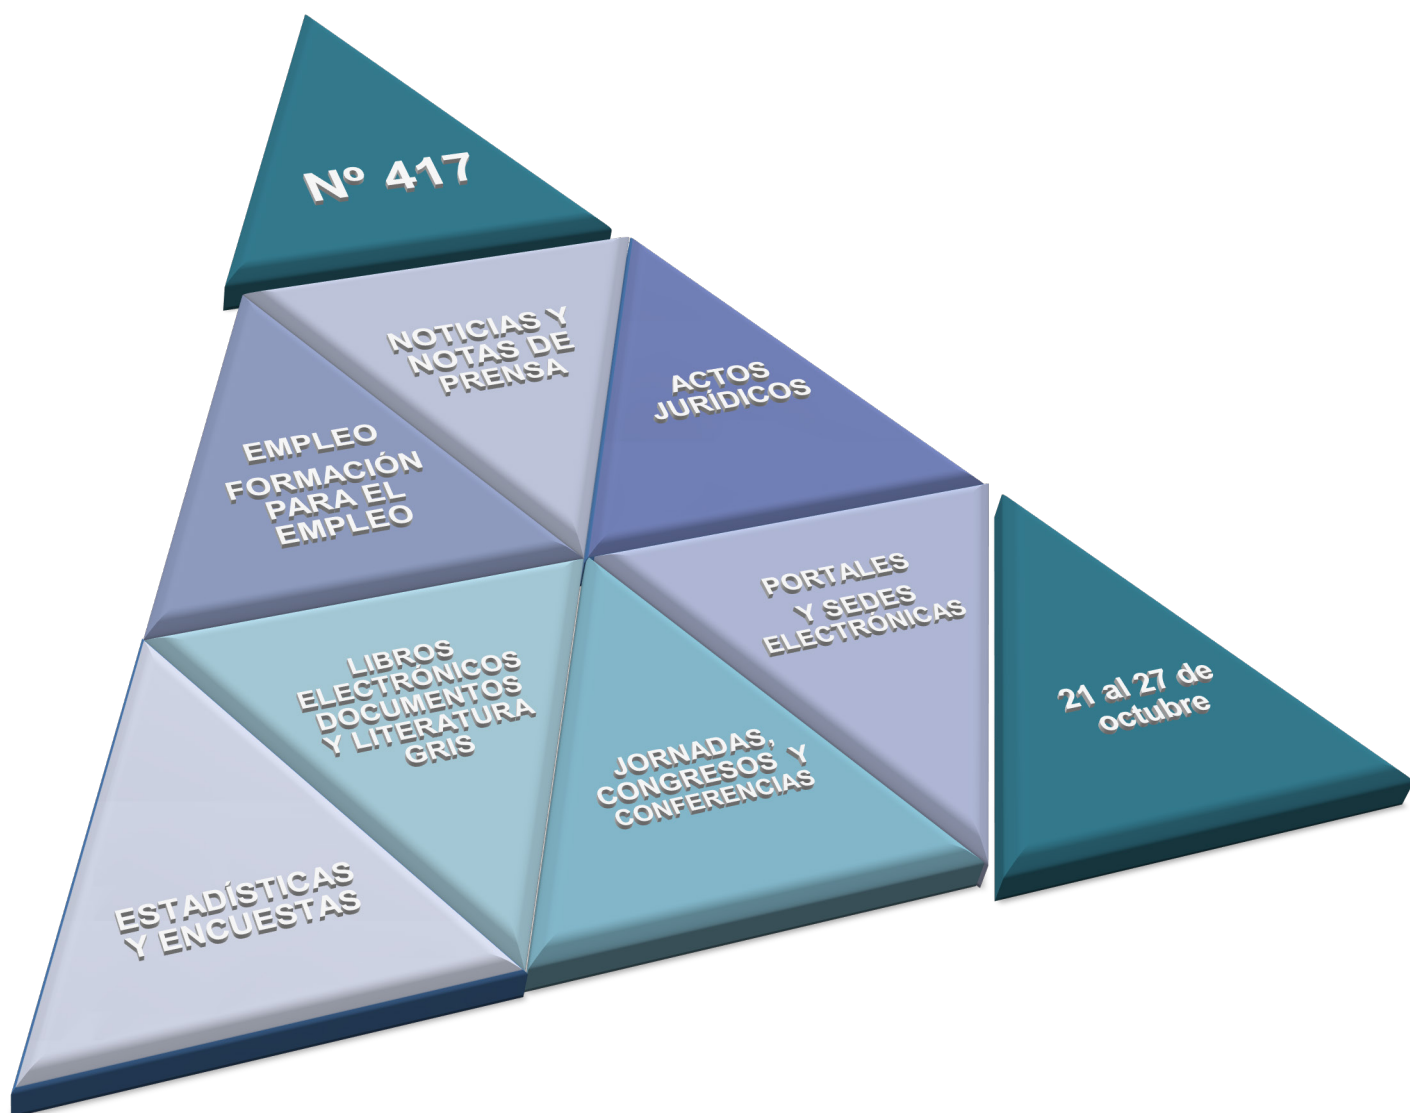 Nº 417
NOTICIAS Y
NOTAS DE
PRENSA
ACTOS
JURÍDICOS
EMPLEO
FORMACIÓN
PARA EL
EMPLEO
PORTALES
Y SEDES
ELECTRÓNICAS
LIBROS
ELECTRÓNICOS
DOCUMENTOS
Y LITERATURA
GRIS
21 al 27 de
octubre
JORNADAS,
CONGRESOS Y
CONFERENCIAS
ESTADÍSTICAS
Y ENCUESTAS